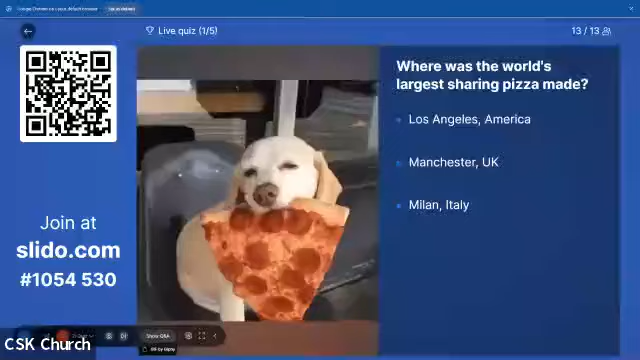 Live quiz (1/5)
13 / 13
Where was the world's
largest sharing pizza made?
Los Angeles, America
Manchester, UK
Milan, Italy
Join at
slido.com
#1054 530
Show Q&A
CSK Church